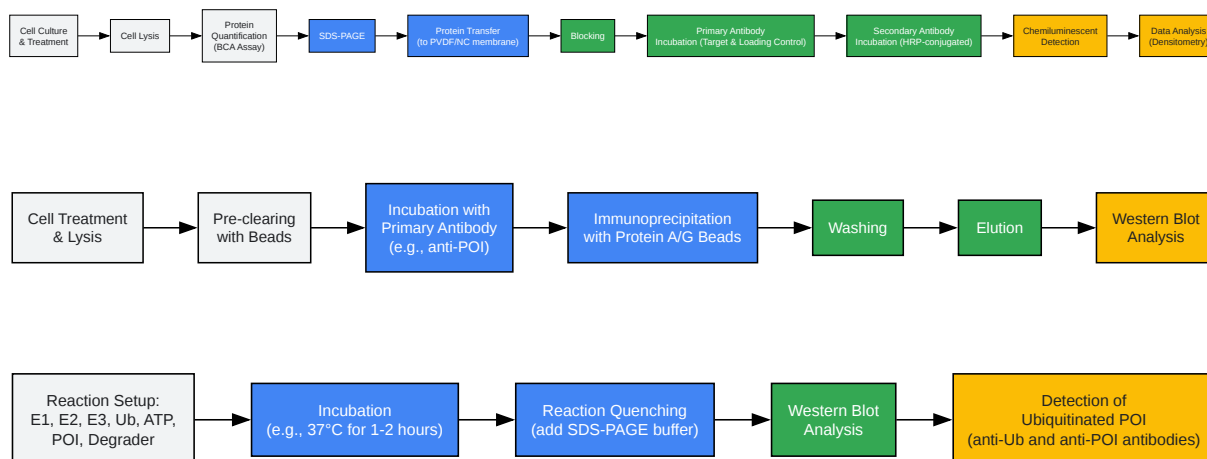 Cell Culture
& Treatment
Cell Lysis
Protein
Quantification
(BCA Assay)
SDS-PAGE
Protein Transfer
(to PVDF/NC membrane)
Blocking
Primary Antibody
Incubation (Target & Loading Control)
Secondary Antibody
Incubation (HRP-conjugated)
Chemiluminescent
Detection
Data Analysis
(Densitometry)
Cell Treatment
& Lysis
Pre-clearing
with Beads
Incubation with
Primary Antibody
(e.g., anti-POI)
Immunoprecipitation
with Protein A/G Beads
Washing
Elution
Western Blot
Analysis
Reaction Setup:
E1, E2, E3, Ub, ATP,
POI, Degrader
Incubation
(e.g., 37°C for 1-2 hours)
Reaction Quenching
(add SDS-PAGE buffer)
Western Blot
Analysis
Detection of
Ubiquitinated POI
(anti-Ub and anti-POI antibodies)